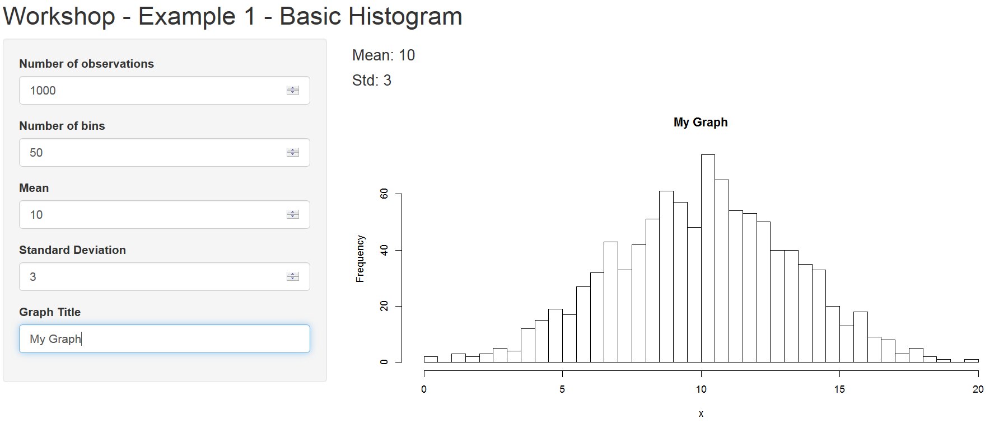 Workshop - Example 1 - Basic Histogram
Number of observations
1000
Number of bins
50
Mean
10
Standard Deviation
3
Graph Title
My Graph
Mean: 10
Std: 3
My Graph
Frequency
60
40
20
0
0 5 10 15 20
x